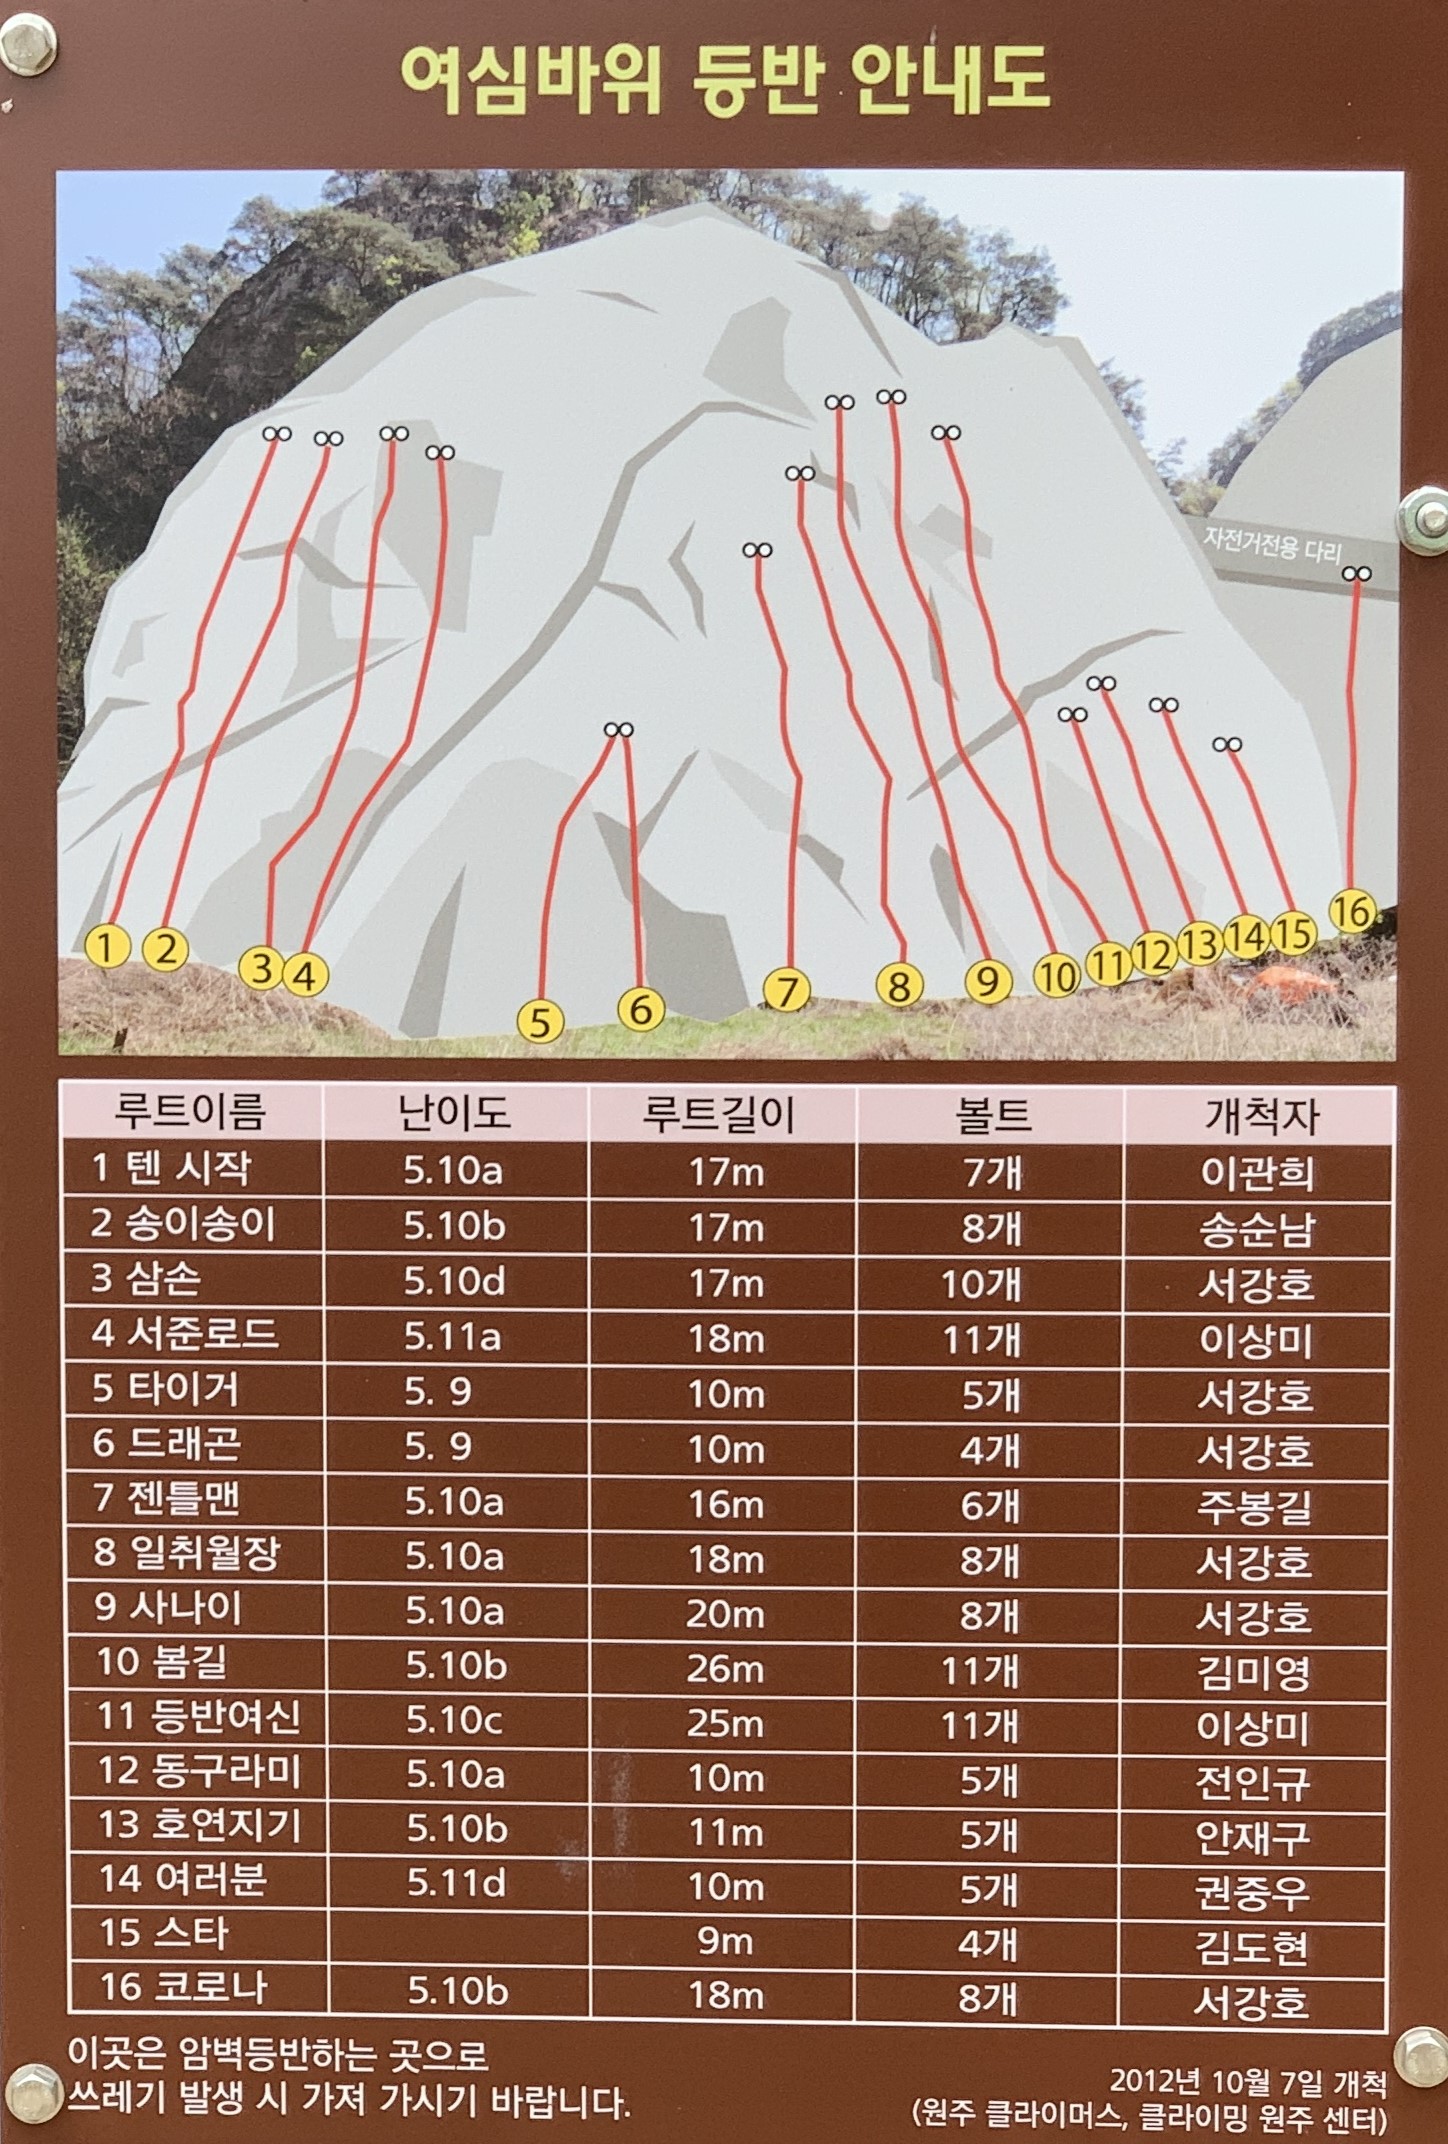 여심바위 등반 안내도
자전거전용 다리
1 2 3 4 5 6 7 8 9 10 11 12 13 14 15 16
루트이름 난이도 루트길이 볼트 개척자
1 텐 시작 5.10a 17m 7개 이관희
2 송이송이 5.10b 17m 8개 송순남
3 삼손 5.10d 17m 10개 서강호
4 서준로드 5.11a 18m 11개 이상미
5 타이거 5. 9 10m 5개 서강호
6 드래곤 5. 9 10m 4개 서강호
7 젠틀맨 5.10a 16m 6개 주봉길
8 일취월장 5.10a 18m 8개 서강호
9 사나이 5.10a 20m 8개 서강호
10 봄길 5.10b 26m 11개 김미영
11 등반여신 5.10c 25m 11개 이상미
12 동구라미 5.10a 10m 5개 전인규
13 호연지기 5.10b 11m 5개 안재구
14 여러분 5.11d 10m 5개 권중우
15 스타 9m 4개 김도현
16 코로나 5.10b 18m 8개 서강호
이곳은 암벽등반하는 곳으로
쓰레기 발생 시 가져 가시기 바랍니다.
2012년 10월 7일 개척
(원주 클라이머스, 클라이밍 원주 센터)